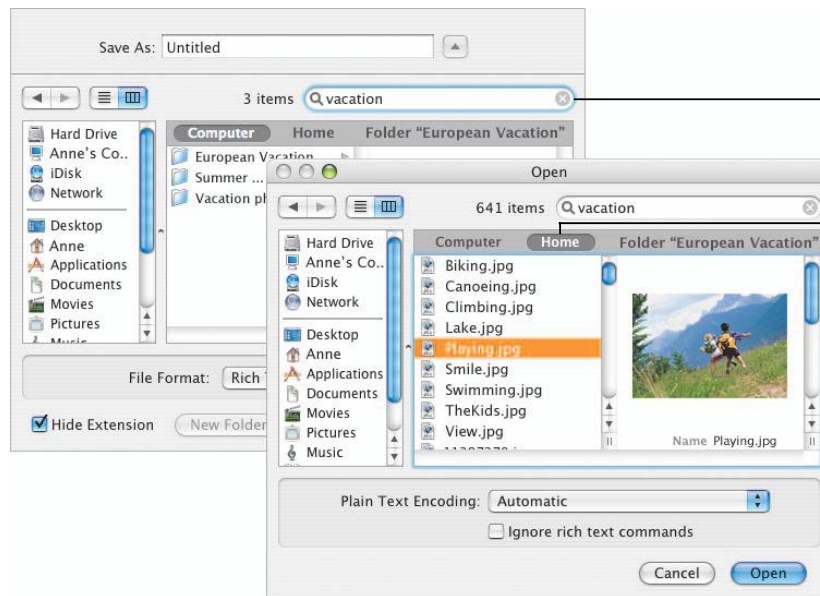 Save As: Untitled
3 items vacation
Hard Drive
Anne's Co..
iDisk
Network
Desktop
Anne
Applications
Documents
Movies
Pictures
Music
Computer Home Folder “European Vacation”
European Vacation
Summer ...
Vacation
File Format: Rich
Hide Extension
New Folder
Open
641 items vacation
Hard Drive
Anne's Co..
iDisk
Network
Desktop
Anne
Applications
Documents
Movies
Pictures
Music
Computer Home Folder “European Vacation”
Biking.jpg
Canoeing.jpg
Climbing.jpg
Lake.jpg
Playing.jpg
Smile.jpg
Swimming.jpg
TheKids.jpg
View.jpg
Name Playing.jpg
Plain Text Encoding: Automatic
Ignore rich text commands
Cancel Open